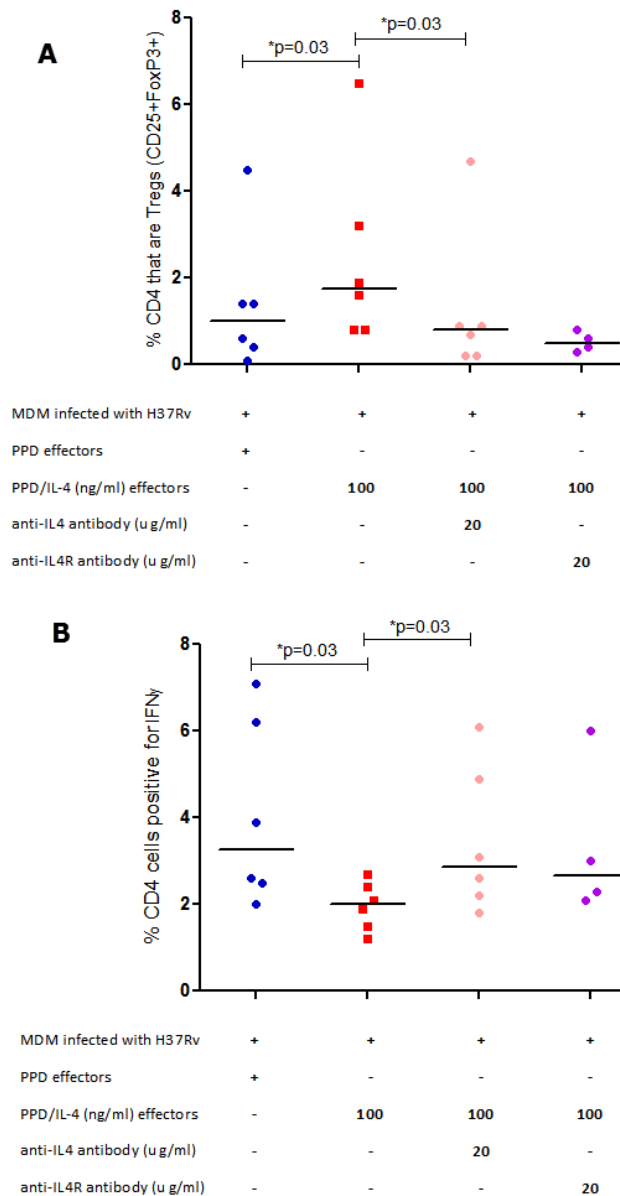 A
% CD4 that are Tregs (CD25+FoxP3+)
8
6
4
2
0
*p=0.03
*p=0.03
MDM infected with H37Rv + + + +
PPD effectors + - - -
PPD/IL-4 (ng/ml) effectors - 100 100 100
anti-IL4 antibody (u g/ml) - - 20 -
anti-IL4R antibody (u g/ml) - - - 20
B
% CD4 cells positive for IFNγ
8
6
4
2
0
*p=0.03
*p=0.03
MDM infected with H37Rv + + + +
PPD effectors + - - -
PPD/IL-4 (ng/ml) effectors - 100 100 100
anti-IL4 antibody (u g/ml) - - 20 -
anti-IL4R antibody (u g/ml) - - - 20